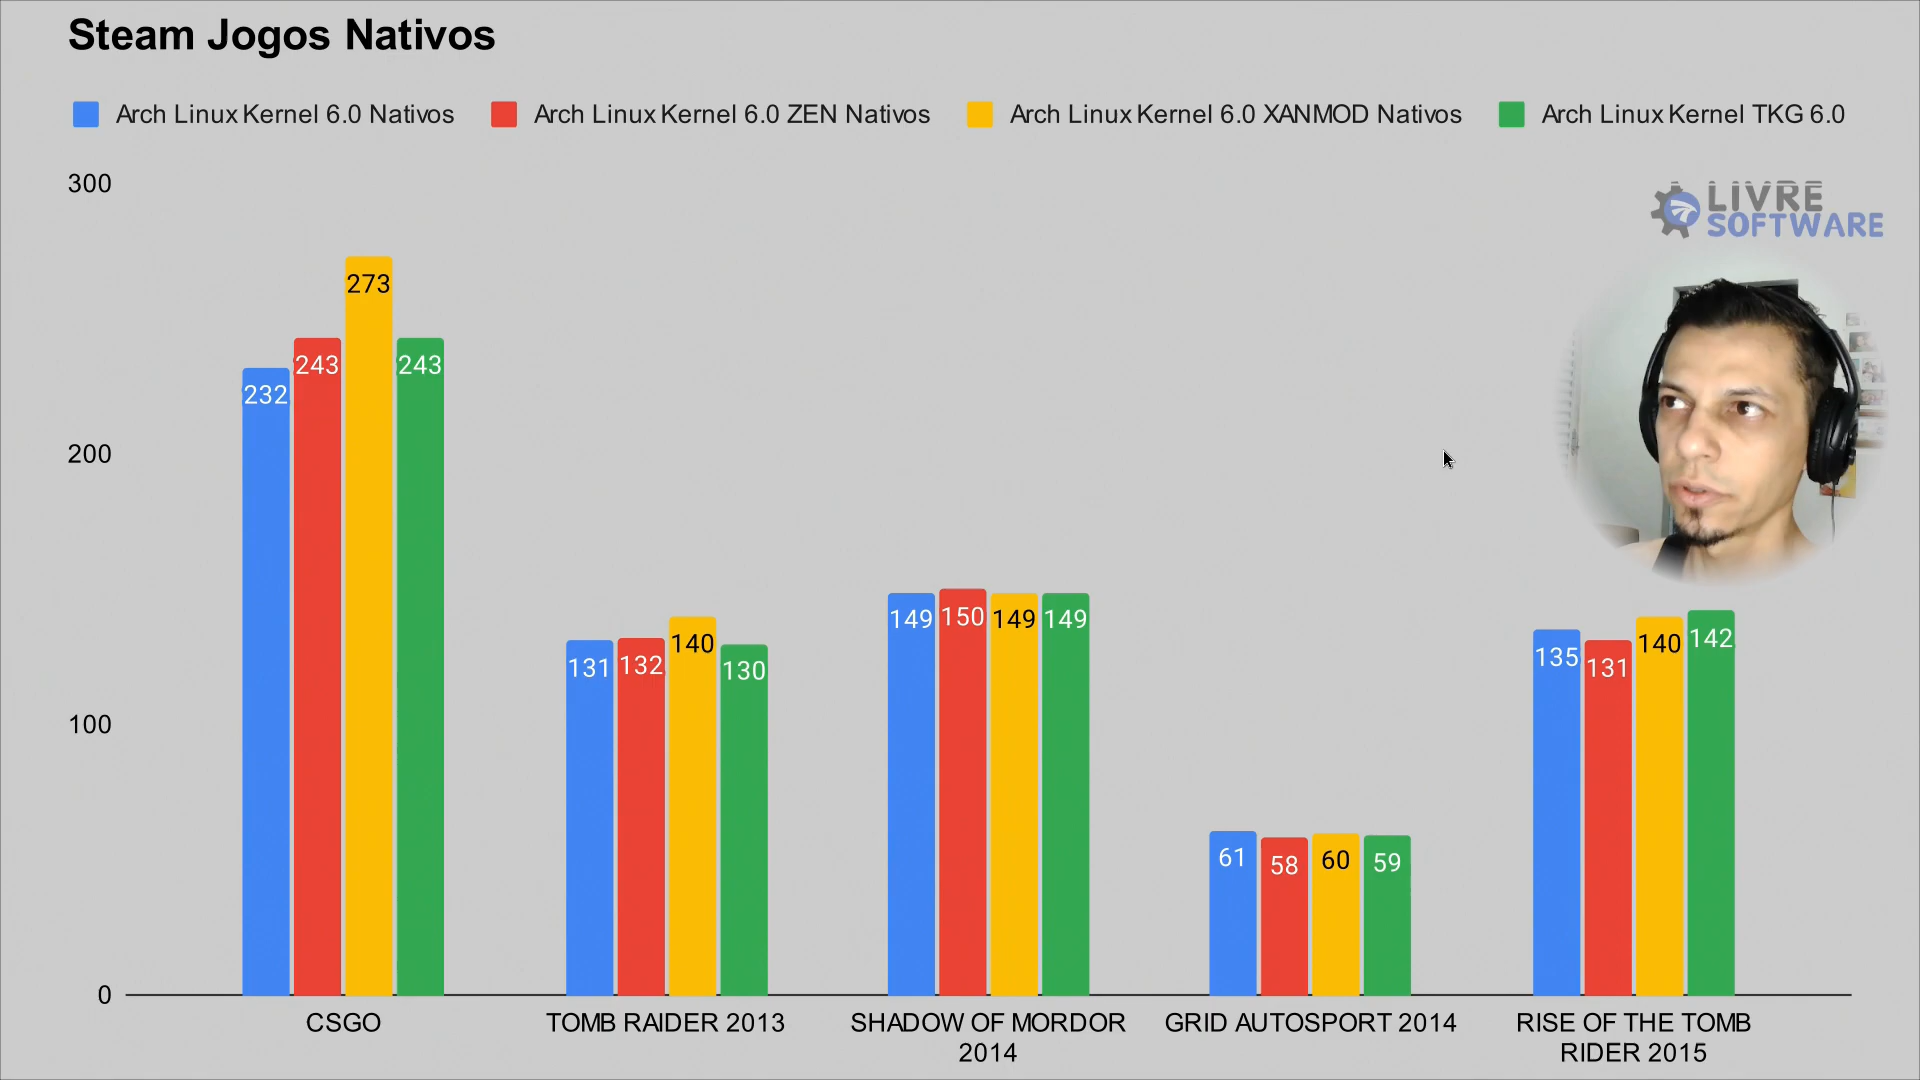 Steam Jogos Nativos
Arch Linux Kernel 6.0 Nativos
Arch Linux Kernel 6.0 ZEN Nativos
Arch Linux Kernel 6.0 XANMOD Nativos
Arch Linux Kernel TKG 6.0
300
200
100
0
LIVRE
SOFTWARE
232
243
273
243
131
132
140
130
149
150
149
149
61
58
60
59
135
131
140
142
CSGO
TOMB RAIDER 2013
SHADOW OF MORDOR
2014
GRID AUTOSPORT 2014
RISE OF THE TOMB
RIDER 2015